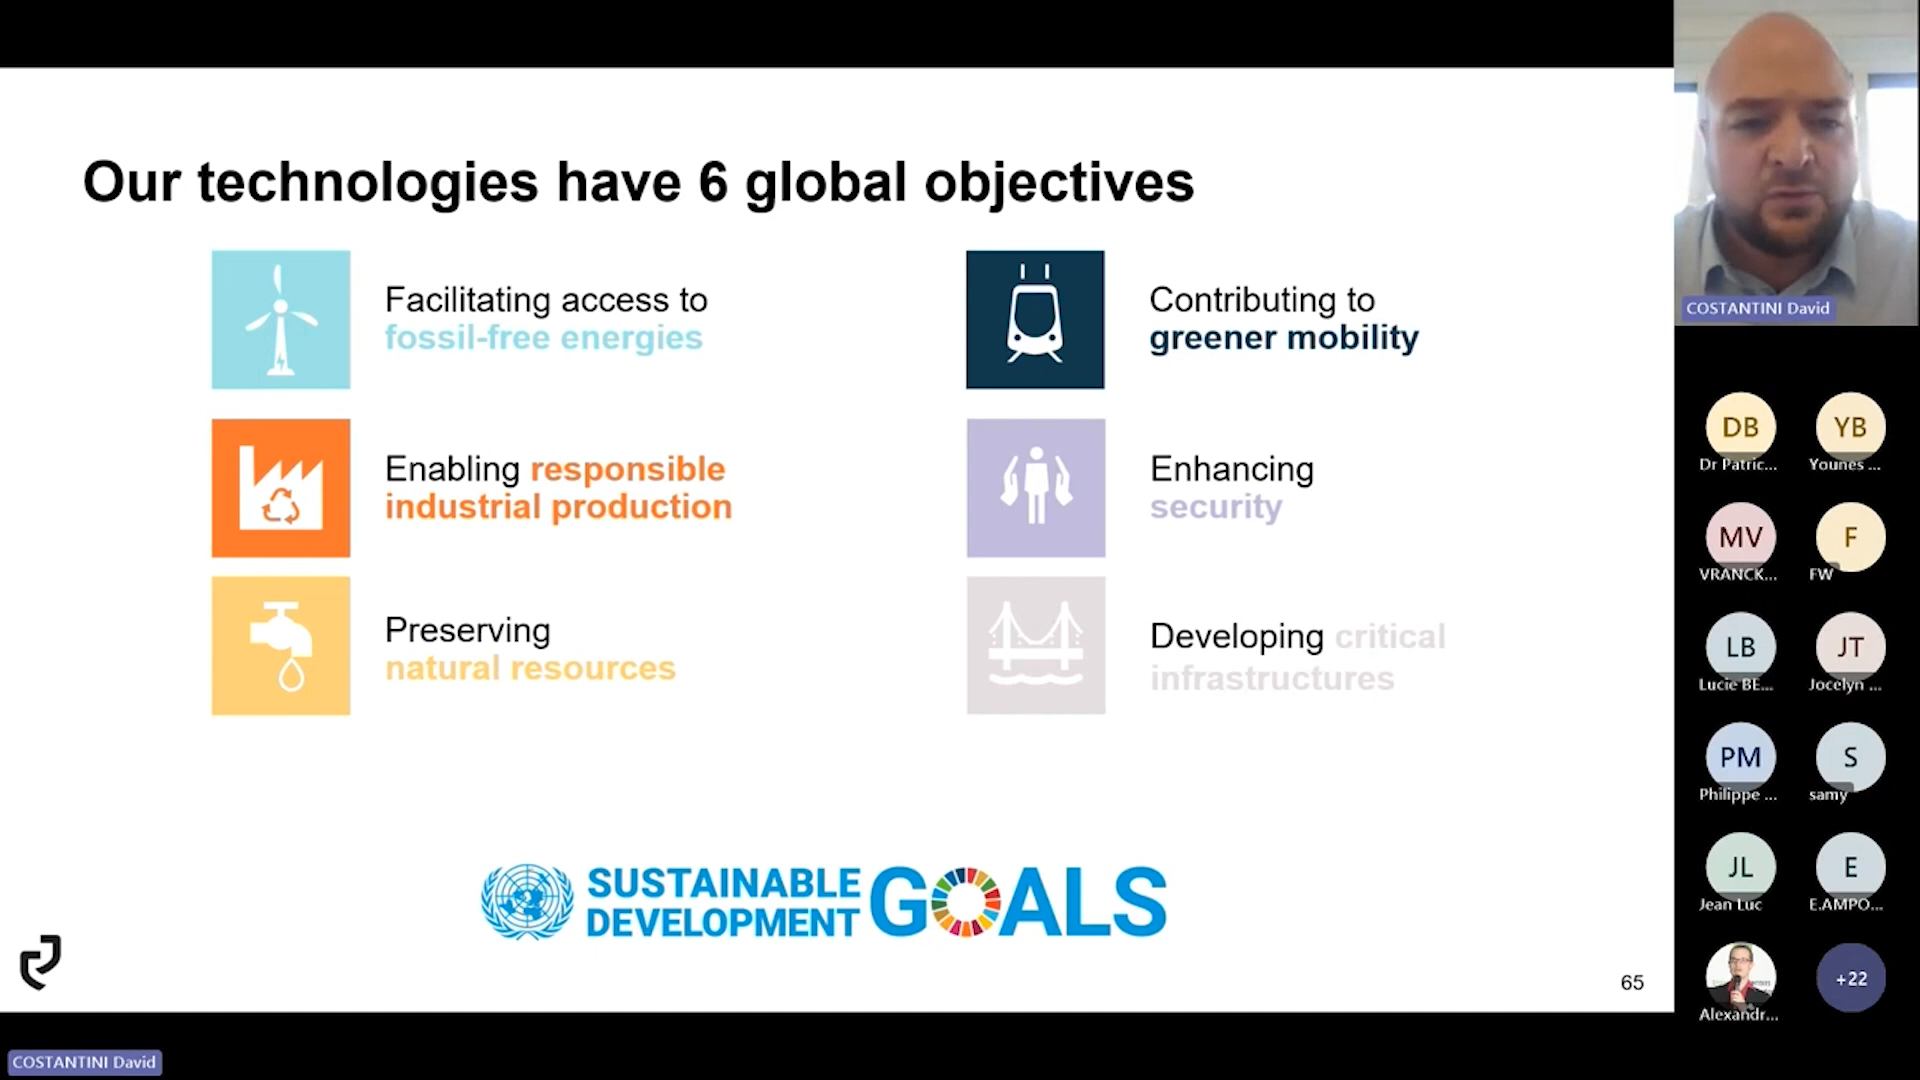 Our technologies have 6 global objectives
Facilitating access to
fossil-free energies
Enabling responsible
industrial production
Preserving
natural resources
Contributing to
greener mobility
Enhancing
security
Developing critical
infrastructures
SUSTAINABLE
DEVELOPMENT
GOALS
65
COSTANTINI David
DB
Dr Patric...
YB
Younes ...
MV
VRANCK...
F
FW
LB
Lucie BE...
JT
Jocelyn ...
PM
Philippe ...
S
samy
JL
Jean Luc
E
E.AMPO...
Alexandr...
+22
COSTANTINI David